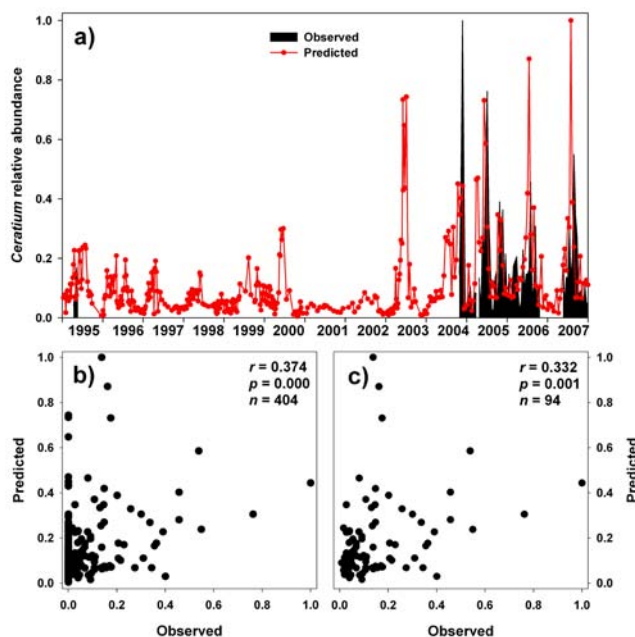 a)
Observed
Predicted
Ceratium relative abundance
1.0
0.8
0.6
0.4
0.2
0.0
1995 1996 1997 1998 1999 2000 2001 2002 2003 2004 2005 2006 2007
b)
r = 0.374
p = 0.000
n = 404
Predicted
1.0
0.8
0.6
0.4
0.2
0.0
0.0 0.2 0.4 0.6 0.8 1.0
Observed
c)
r = 0.332
p = 0.001
n = 94
1.0
0.8
0.6
0.4
0.2
0.0
Predicted
0.0 0.2 0.4 0.6 0.8 1.0
Observed